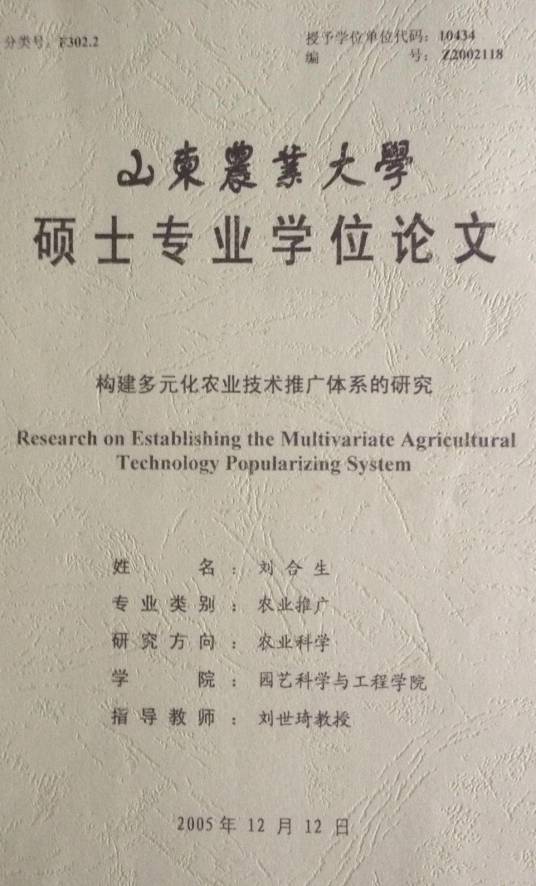 分类号：F302.2
授予学位单位代码：10434
编 号：Z2002118
山東農業大學
硕士专业学位论文
构建多元化农业技术推广体系的研究
Research on Establishing the Multivariate Agricultural
Technology Popularizing System
姓 名：刘合生
专业类别：农业推广
研究方向：农业科学
学 院：园艺科学与工程学院
指导教师：刘世琦教授
2005年 12 月 12 日